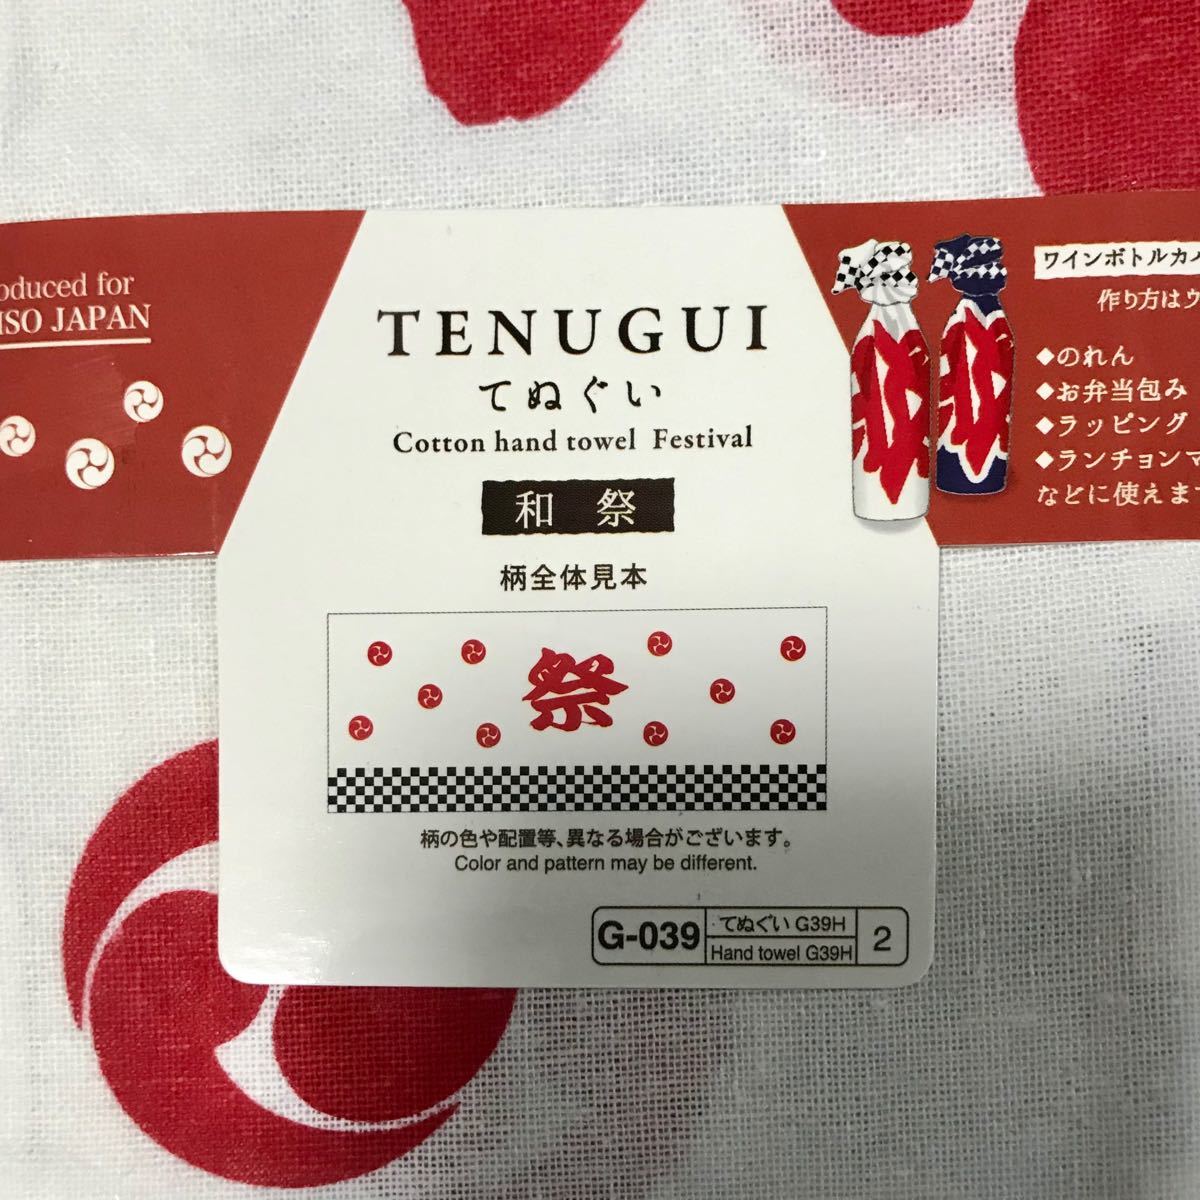 oduced for
ISO JAPAN
TENUGUI
てぬぐい
Cotton hand towel Festival
和 祭
柄全体見本
祭
柄の色や配置等、異なる場合がございます。
Color and pattern may be different.
G-039
てぬぐい G39H
Hand towel G39H
2
ワインボトルカバ
作り方はウ
◆のれん
◆お弁当包み
◆ラッピング
◆ランチョンマ
などに使えます